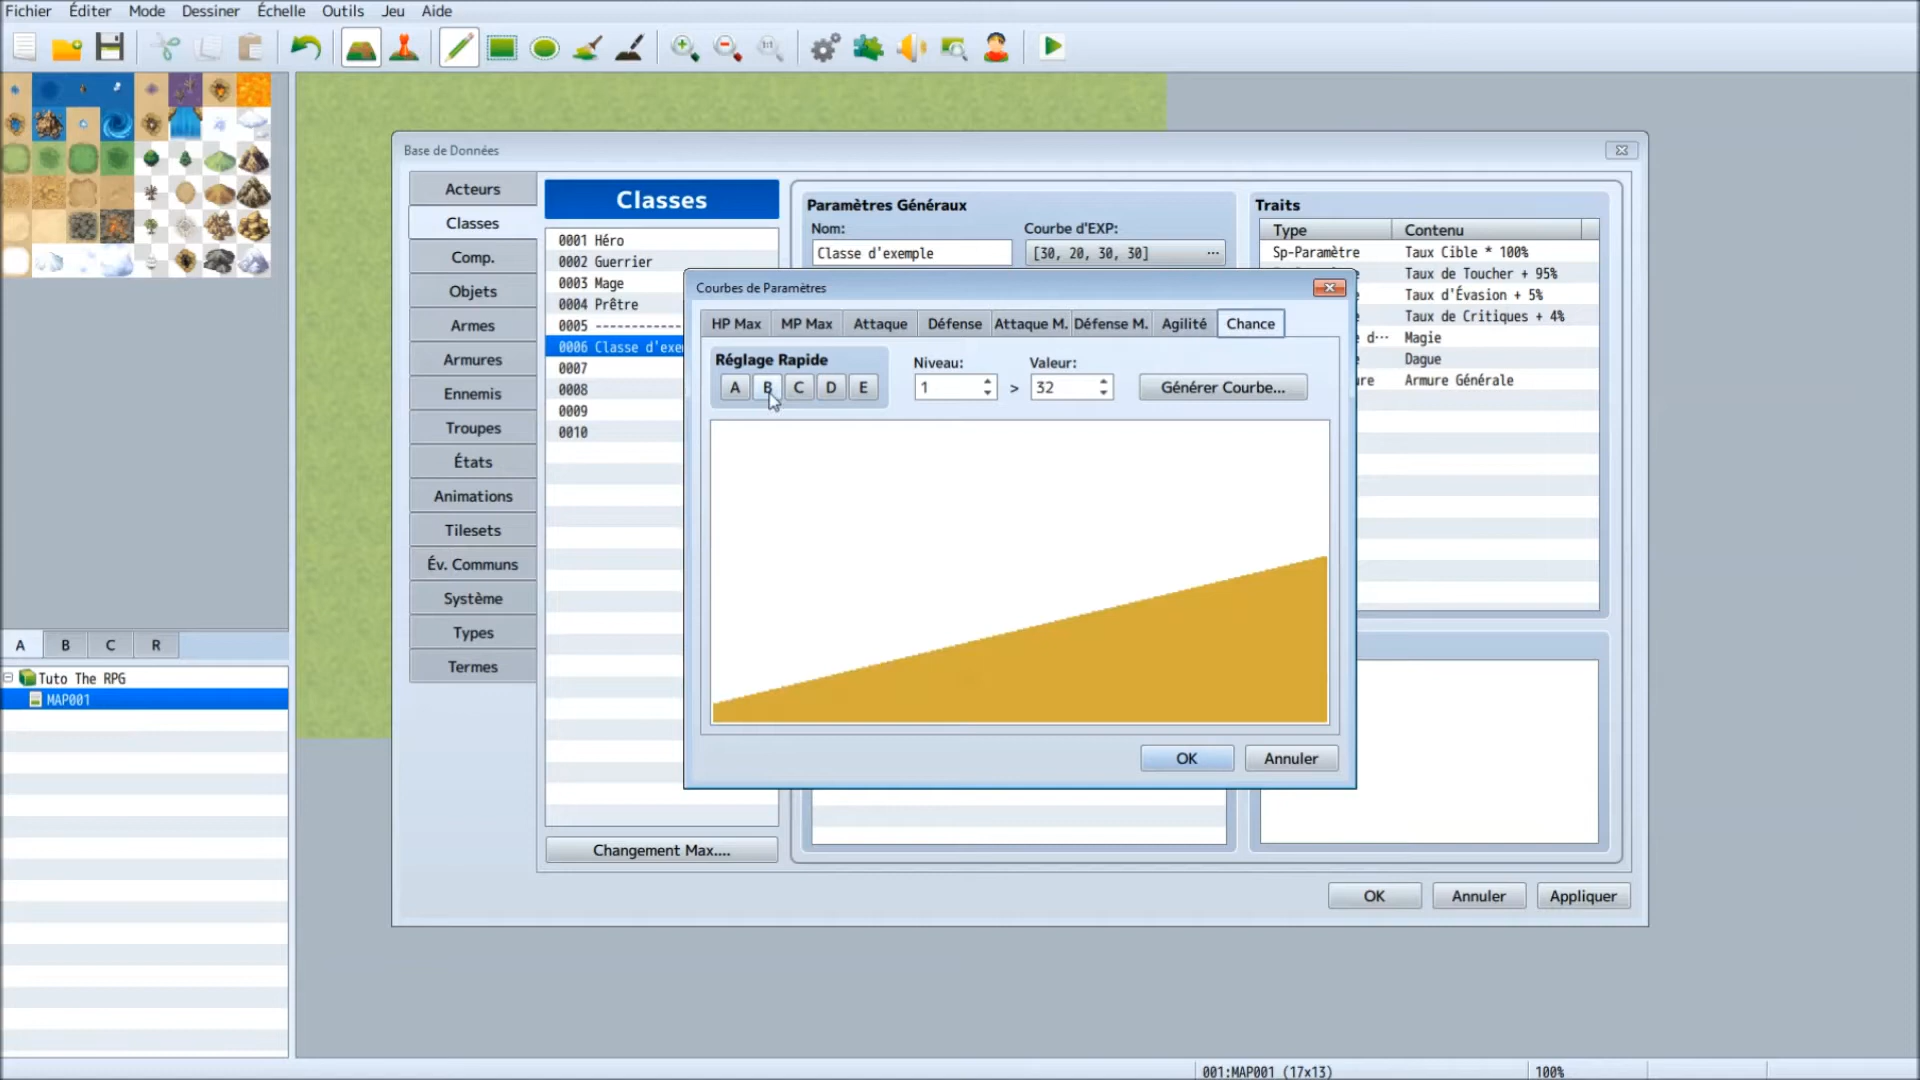 Fichier Éditer Mode Dessiner Échelle Outils Jeu Aide
Base de Données
Acteurs
Classes
Comp.
Objets
Armes
Armures
Ennemis
Troupes
États
Animations
Tilesets
Év. Communs
Système
Types
Termes
Classes
0001 Héro
0002 Guerrier
0003 Mage
0004 Prêtre
0005 -------------
0006 Classe d'exe
0007
0008
0009
0010
Changement Max....
Paramètres Généraux
Nom:
Classe d'exemple
Courbe d'EXP:
[30, 20, 30, 30] ...
Traits
Type Contenu
Sp-Paramètre Taux Cible * 100%
Taux de Toucher + 95%
Taux d'Évasion + 5%
Taux de Critiques + 4%
d... Magie
Dague
ure Armure Générale
Courbes de Paramètres
HP Max MP Max Attaque Défense Attaque M. Défense M. Agilité Chance
Réglage Rapide
A B C D E
Niveau:
1
>
Valeur:
32
Générer Courbe...
OK Annuler
OK Annuler Appliquer
A B C R
Tuto The RPG
MAP001
001:MAP001 (17x13) 100%